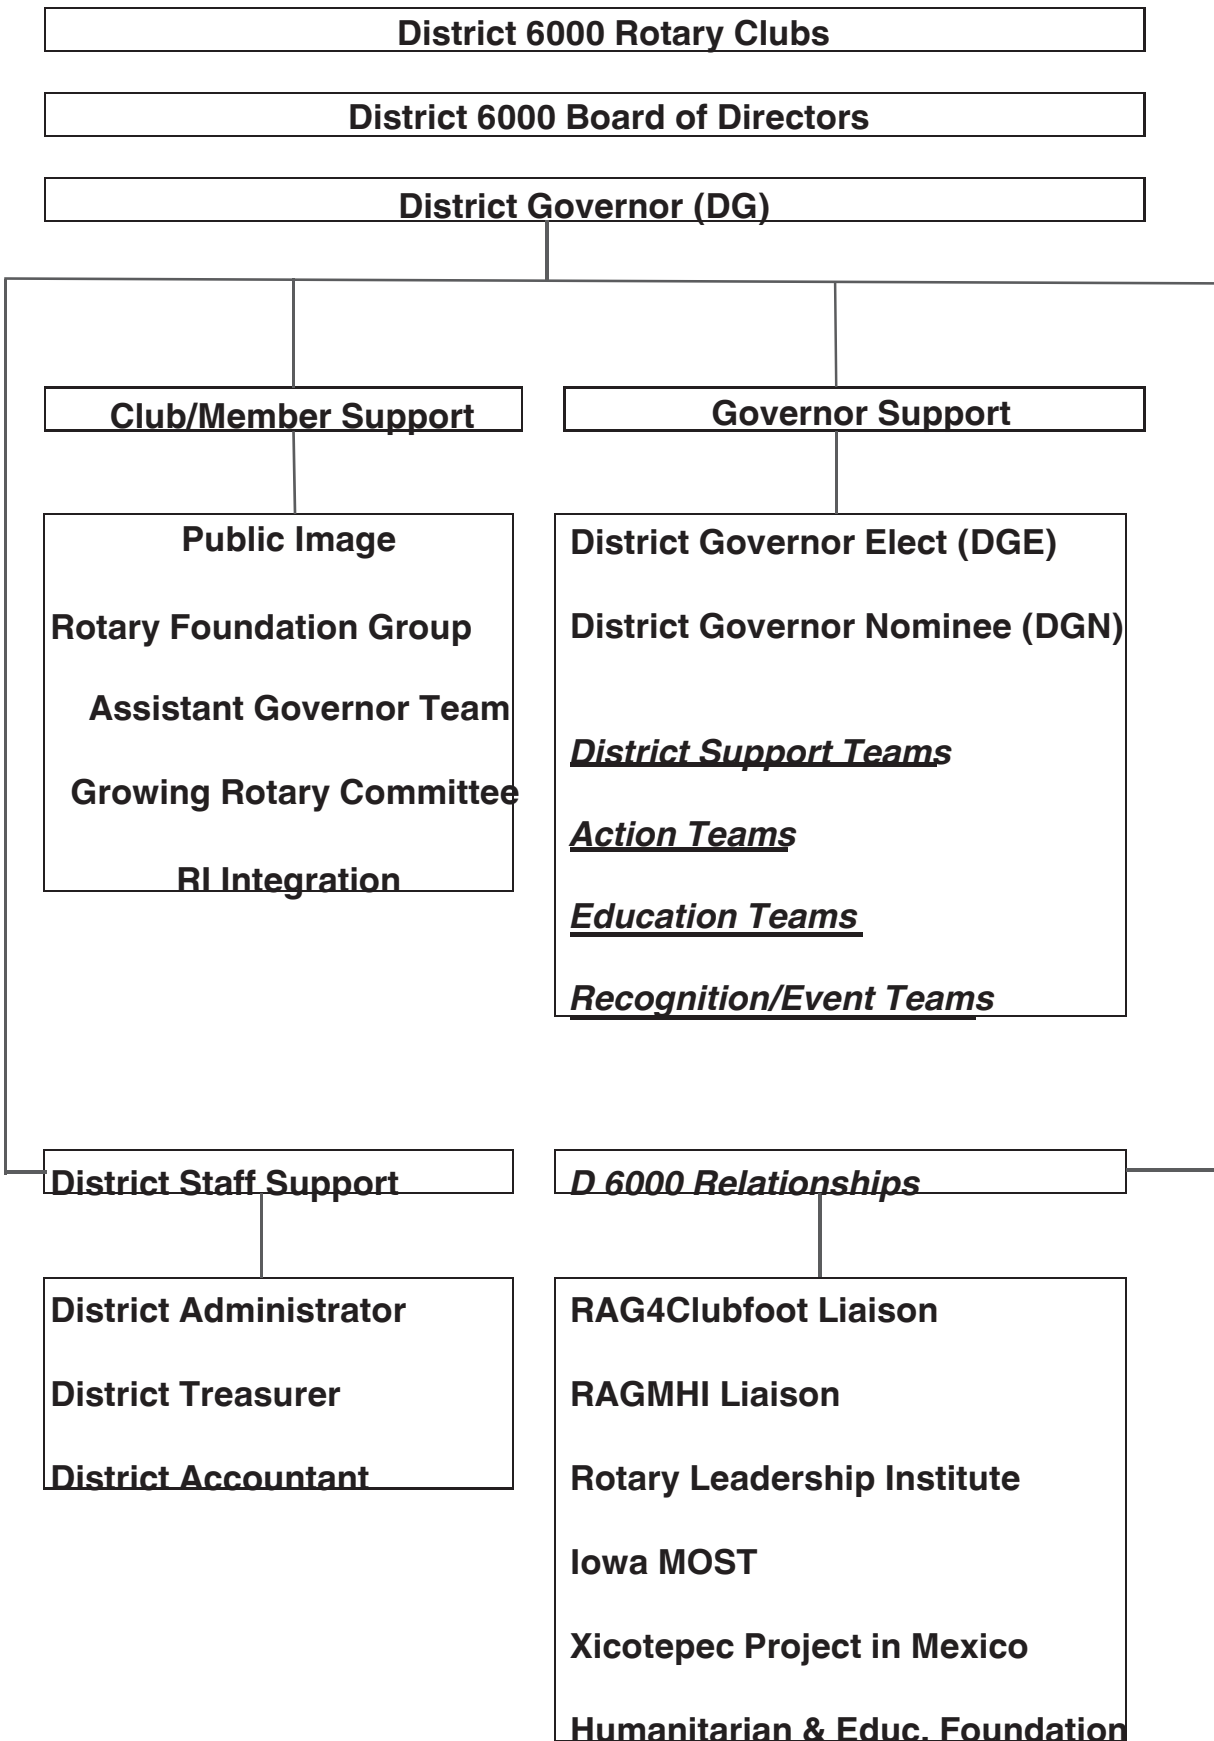 District 6000 Rotary Clubs
District 6000 Board of Directors
District Governor (DG)
Club/Member Support
Public Image
Rotary Foundation Group
Assistant Governor Team
Growing Rotary Committee
RI Integration
Governor Support
District Governor Elect (DGE)
District Governor Nominee (DGN)
District Support Teams
Action Teams
Education Teams
Recognition/Event Teams
District Staff Support
District Administrator
District Treasurer
District Accountant
D 6000 Relationships
RAG4Clubfoot Liaison
RAGMHI Liaison
Rotary Leadership Institute
Iowa MOST
Xicotepec Project in Mexico
Humanitarian & Educ. Foundation